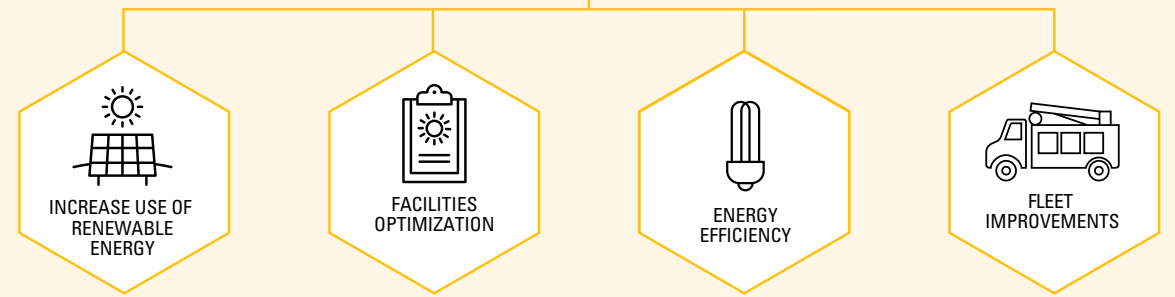 INCREASE USE OF
RENEWABLE
ENERGY
FACILITIES
OPTIMIZATION
ENERGY
EFFICIENCY
FLEET
IMPROVEMENTS